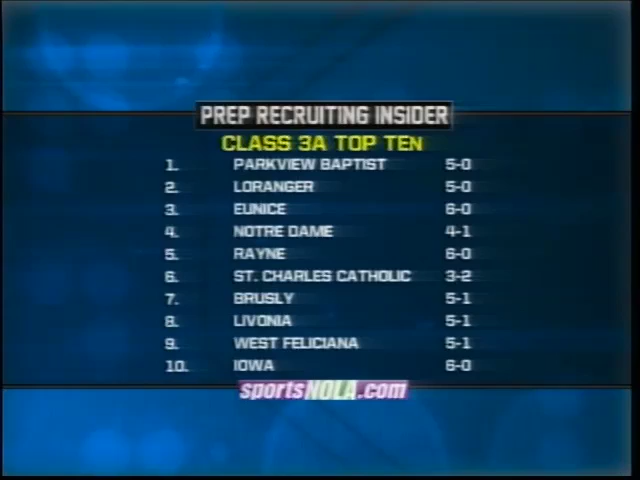 PREP RECRUITING INSIDER
CLASS 3A TOP TEN
1. PARKVIEW BAPTIST 5-0
2. LORANGER 5-0
3. EUNICE 6-0
4. NOTRE DAME 4-1
5. RAYNE 6-0
6. ST. CHARLES CATHOLIC 3-2
7. BRUSLY 5-1
8. LIVONIA 5-1
9. WEST FELICIANA 5-1
10. IOWA 6-0
sportsNOLA.com